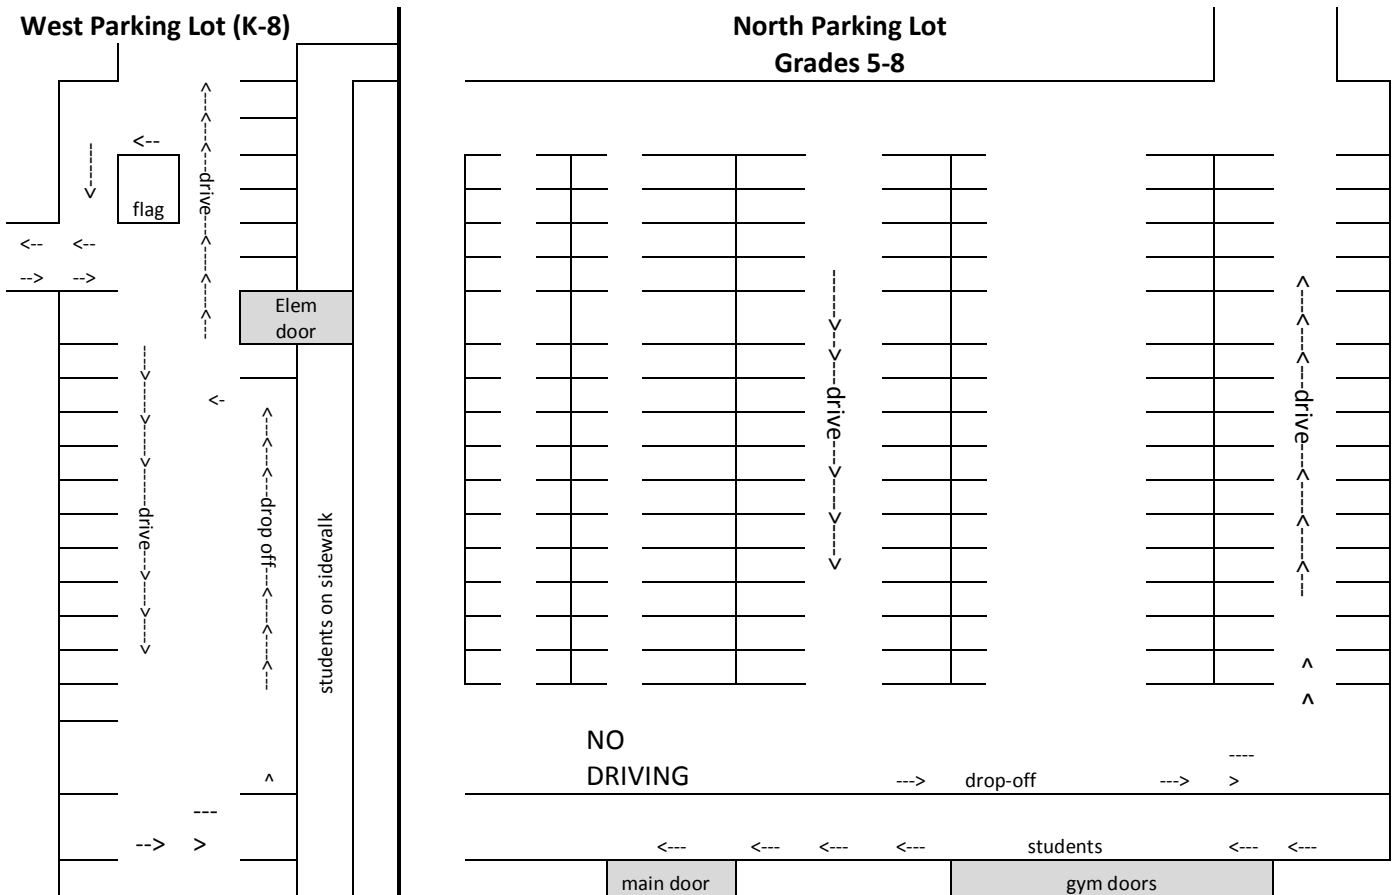 West Parking Lot (K-8)
North Parking Lot
Grades 5-8
<--
flag
drive
<-- <--
--> -->
Elem
door
<-
drive
drop off
students on sidewalk
drive
drive
^
^
NO
DRIVING
---> drop-off ---> ----
>
^
---
--> >
<--- <--- <--- <--- students <--- <---
main door
gym doors